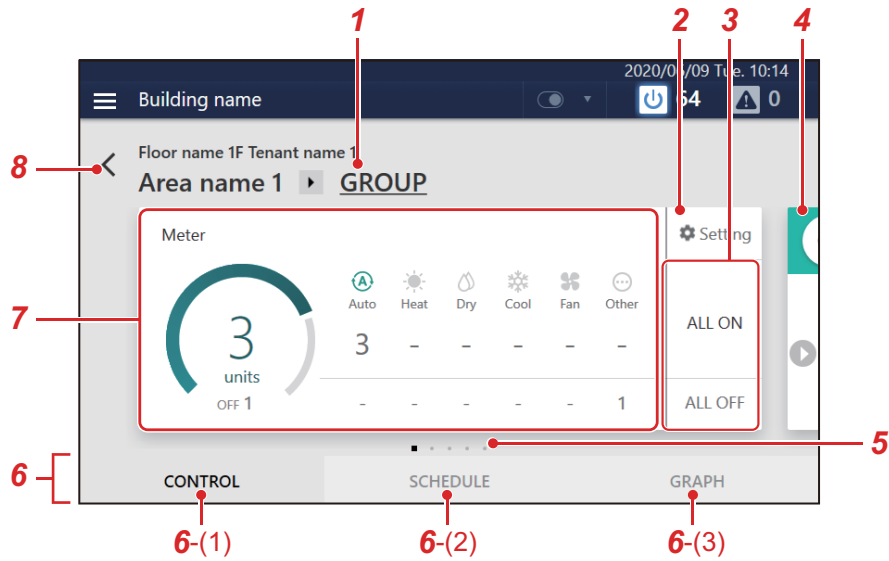 1
2
3
4
2020/06/09 Tue. 10:14
Building name
64
0
8
Floor name 1F Tenant name 1
Area name 1
GROUP
Meter
Setting
Auto
Heat
Dry
Cool
Fan
Other
7
3
units
OFF 1
3 - - - - -
- - - - - 1
ALL ON
ALL OFF
5
6
CONTROL
SCHEDULE
GRAPH
6-(1)
6-(2)
6-(3)